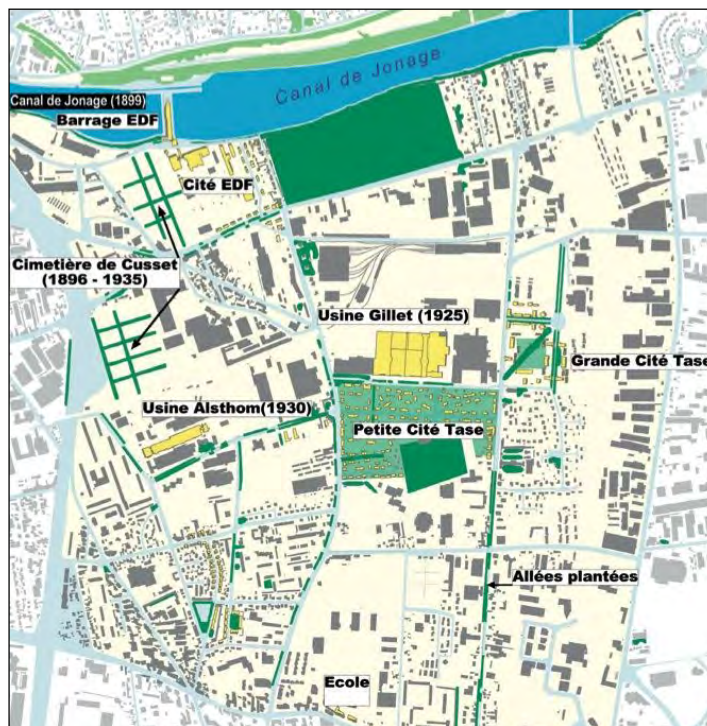 Canal de Jonage
Canal de Jonage (1899)
Barrage EDF
Cité EDF
Cimetière de Cusset
(1896 - 1935)
Usine Gillet (1925)
Grande Cité Tase
Usine Alsthom(1930)
Petite Cité Tase
Allées plantées
Ecole